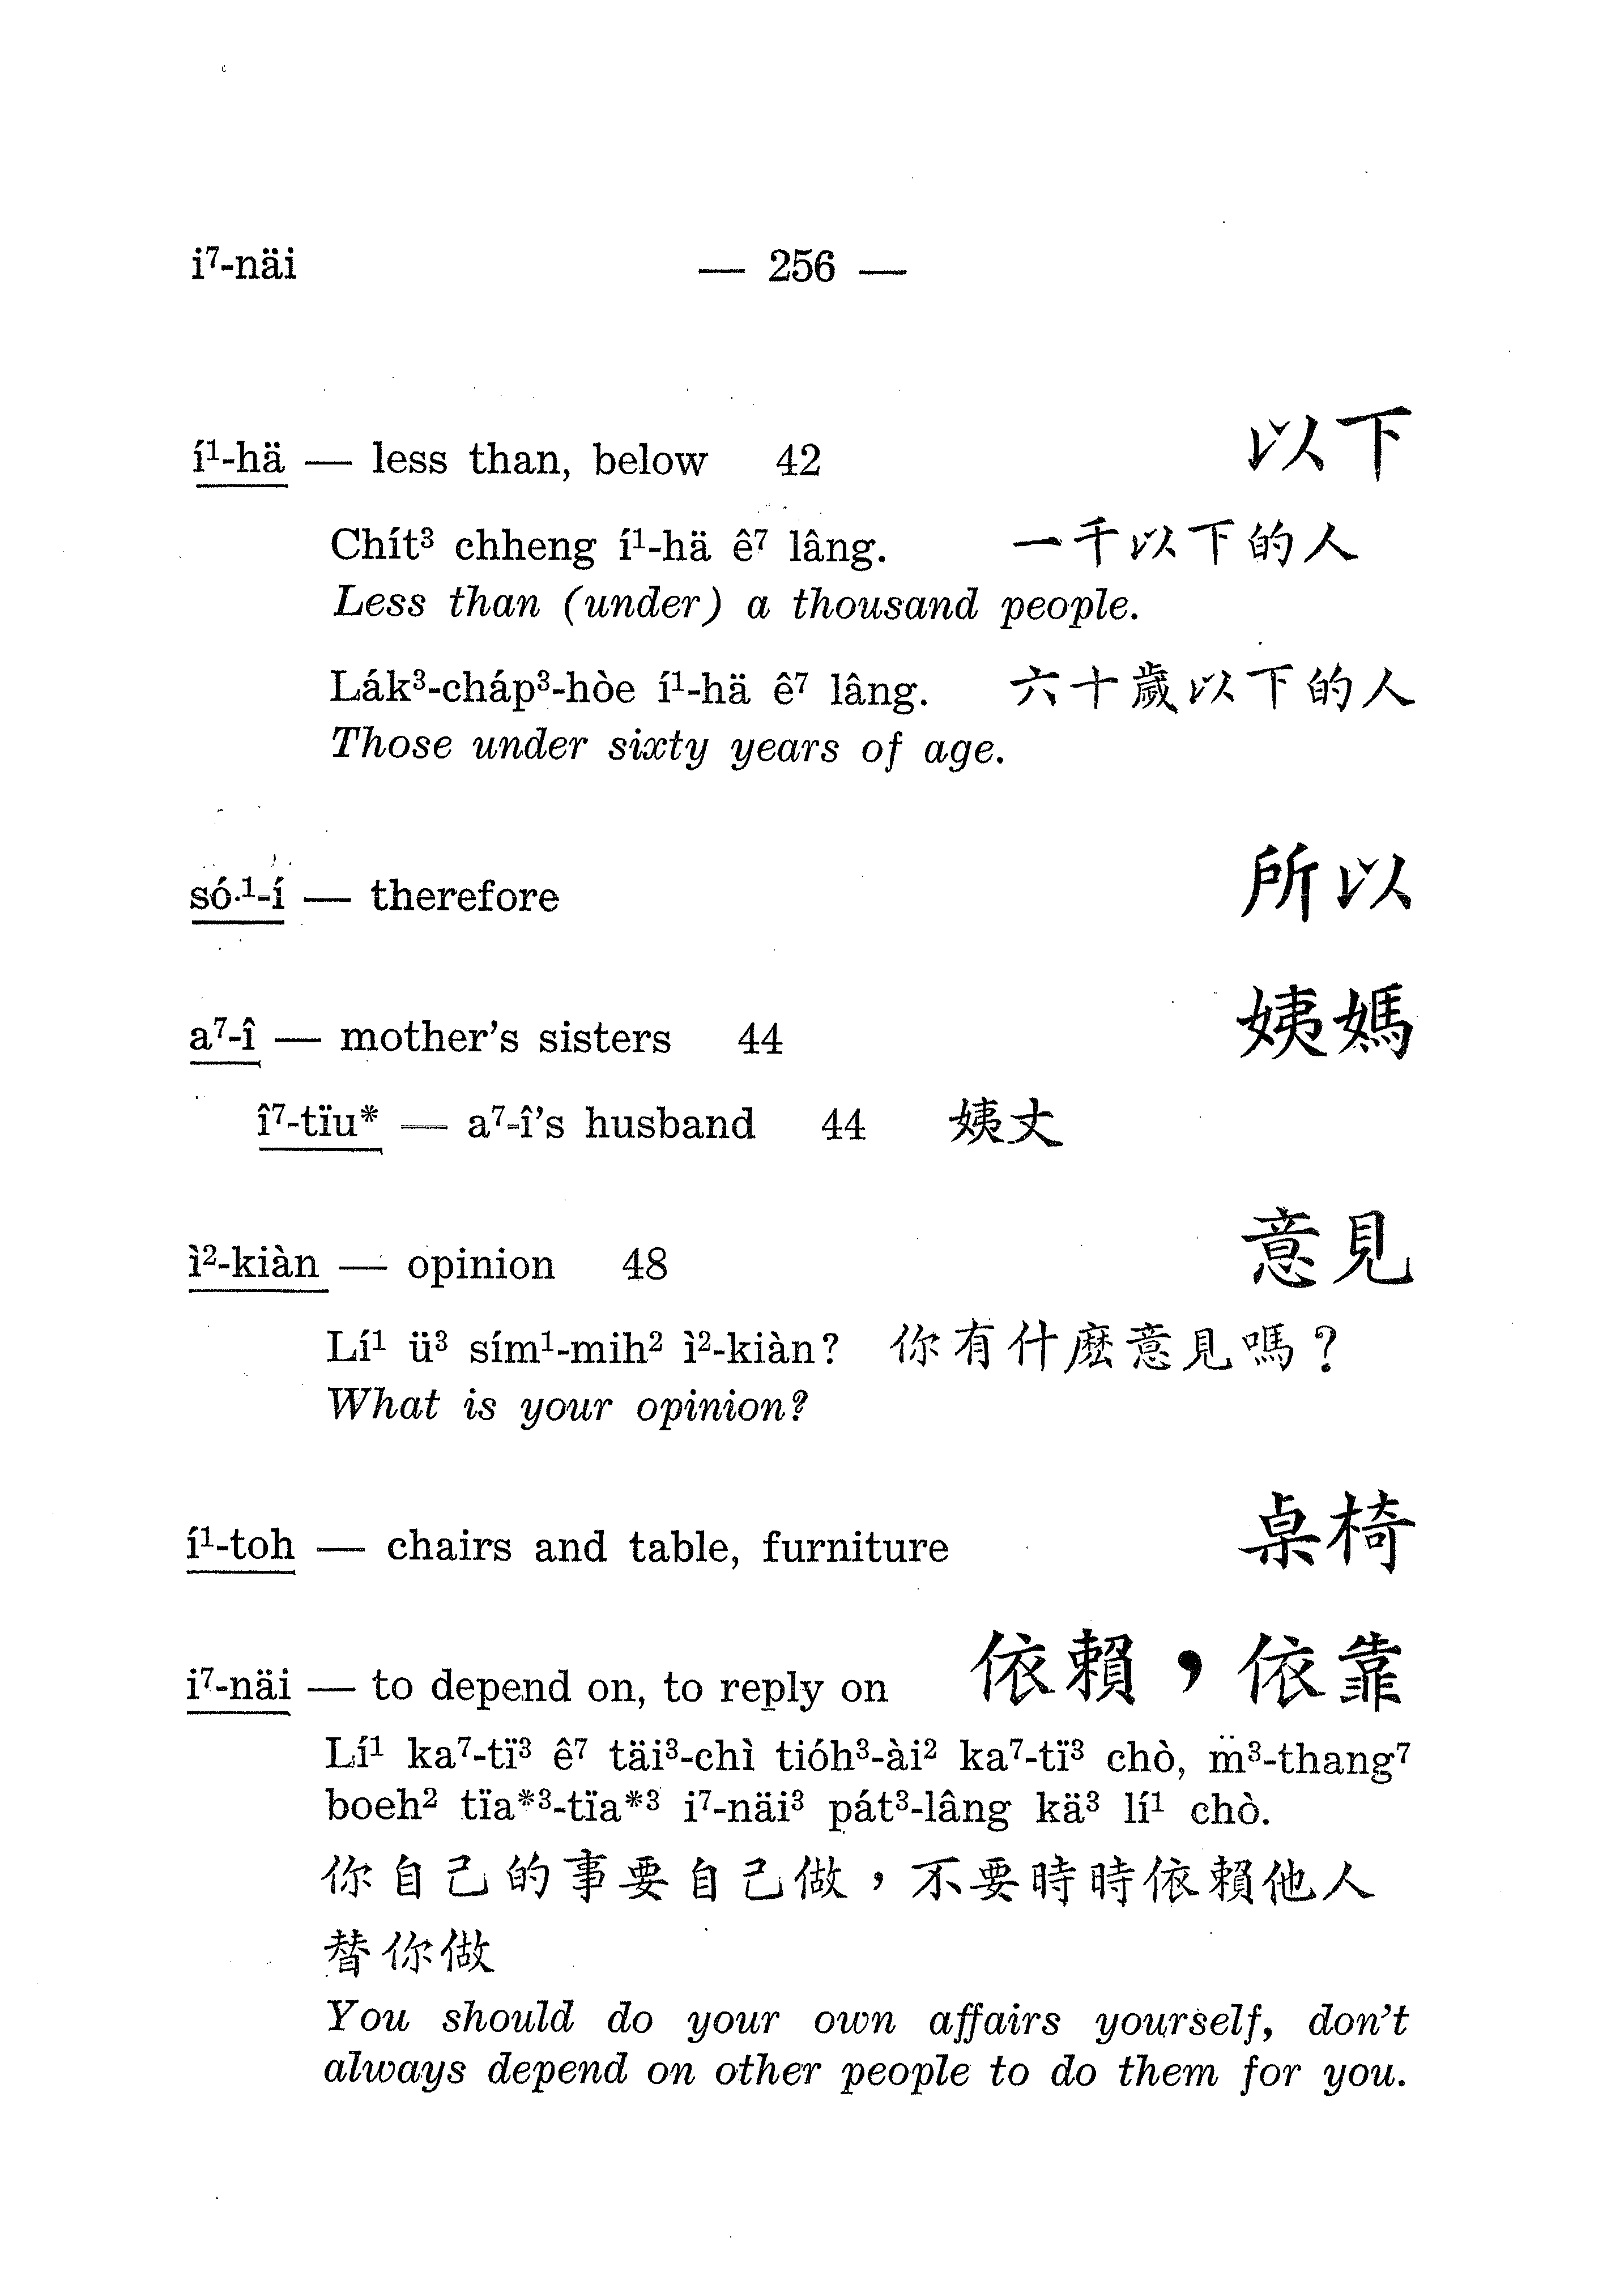 i⁷-näi — 256 —
í¹-hä — less than, below 42 以下
Chít³ chheng í¹-hä ê⁷ lâng. 一千以下的人
Less than (under) a thousand people.
Lák³-cháp³-hòe í¹-hä ê⁷ lâng. 六十歲以下的人
Those under sixty years of age.
só·¹-í — therefore 所以
a⁷-î — mother's sisters 44 姨媽
î⁷-tïu* — a⁷-î's husband 44 姨丈
ì²-kiàn — opinion 48 意見
Lí¹ ü³ sím¹-mih² ì²-kiàn? 你有什麽意見嗎？
What is your opinion?
í¹-toh — chairs and table, furniture 桌椅
i⁷-näi — to depend on, to reply on 依賴，依靠
Lí¹ ka⁷-tï³ ê⁷ täi³-chì tióh³-ài² ka⁷-tï³ chò, m̈³-thang⁷
boeh² tïa*³-tïa*³ i⁷-näi³ pát³-lâng kä³ lí¹ chò.
你自己的事要自己做，不要時時依賴他人
替你做
You should do your own affairs yourself, don't
always depend on other people to do them for you.